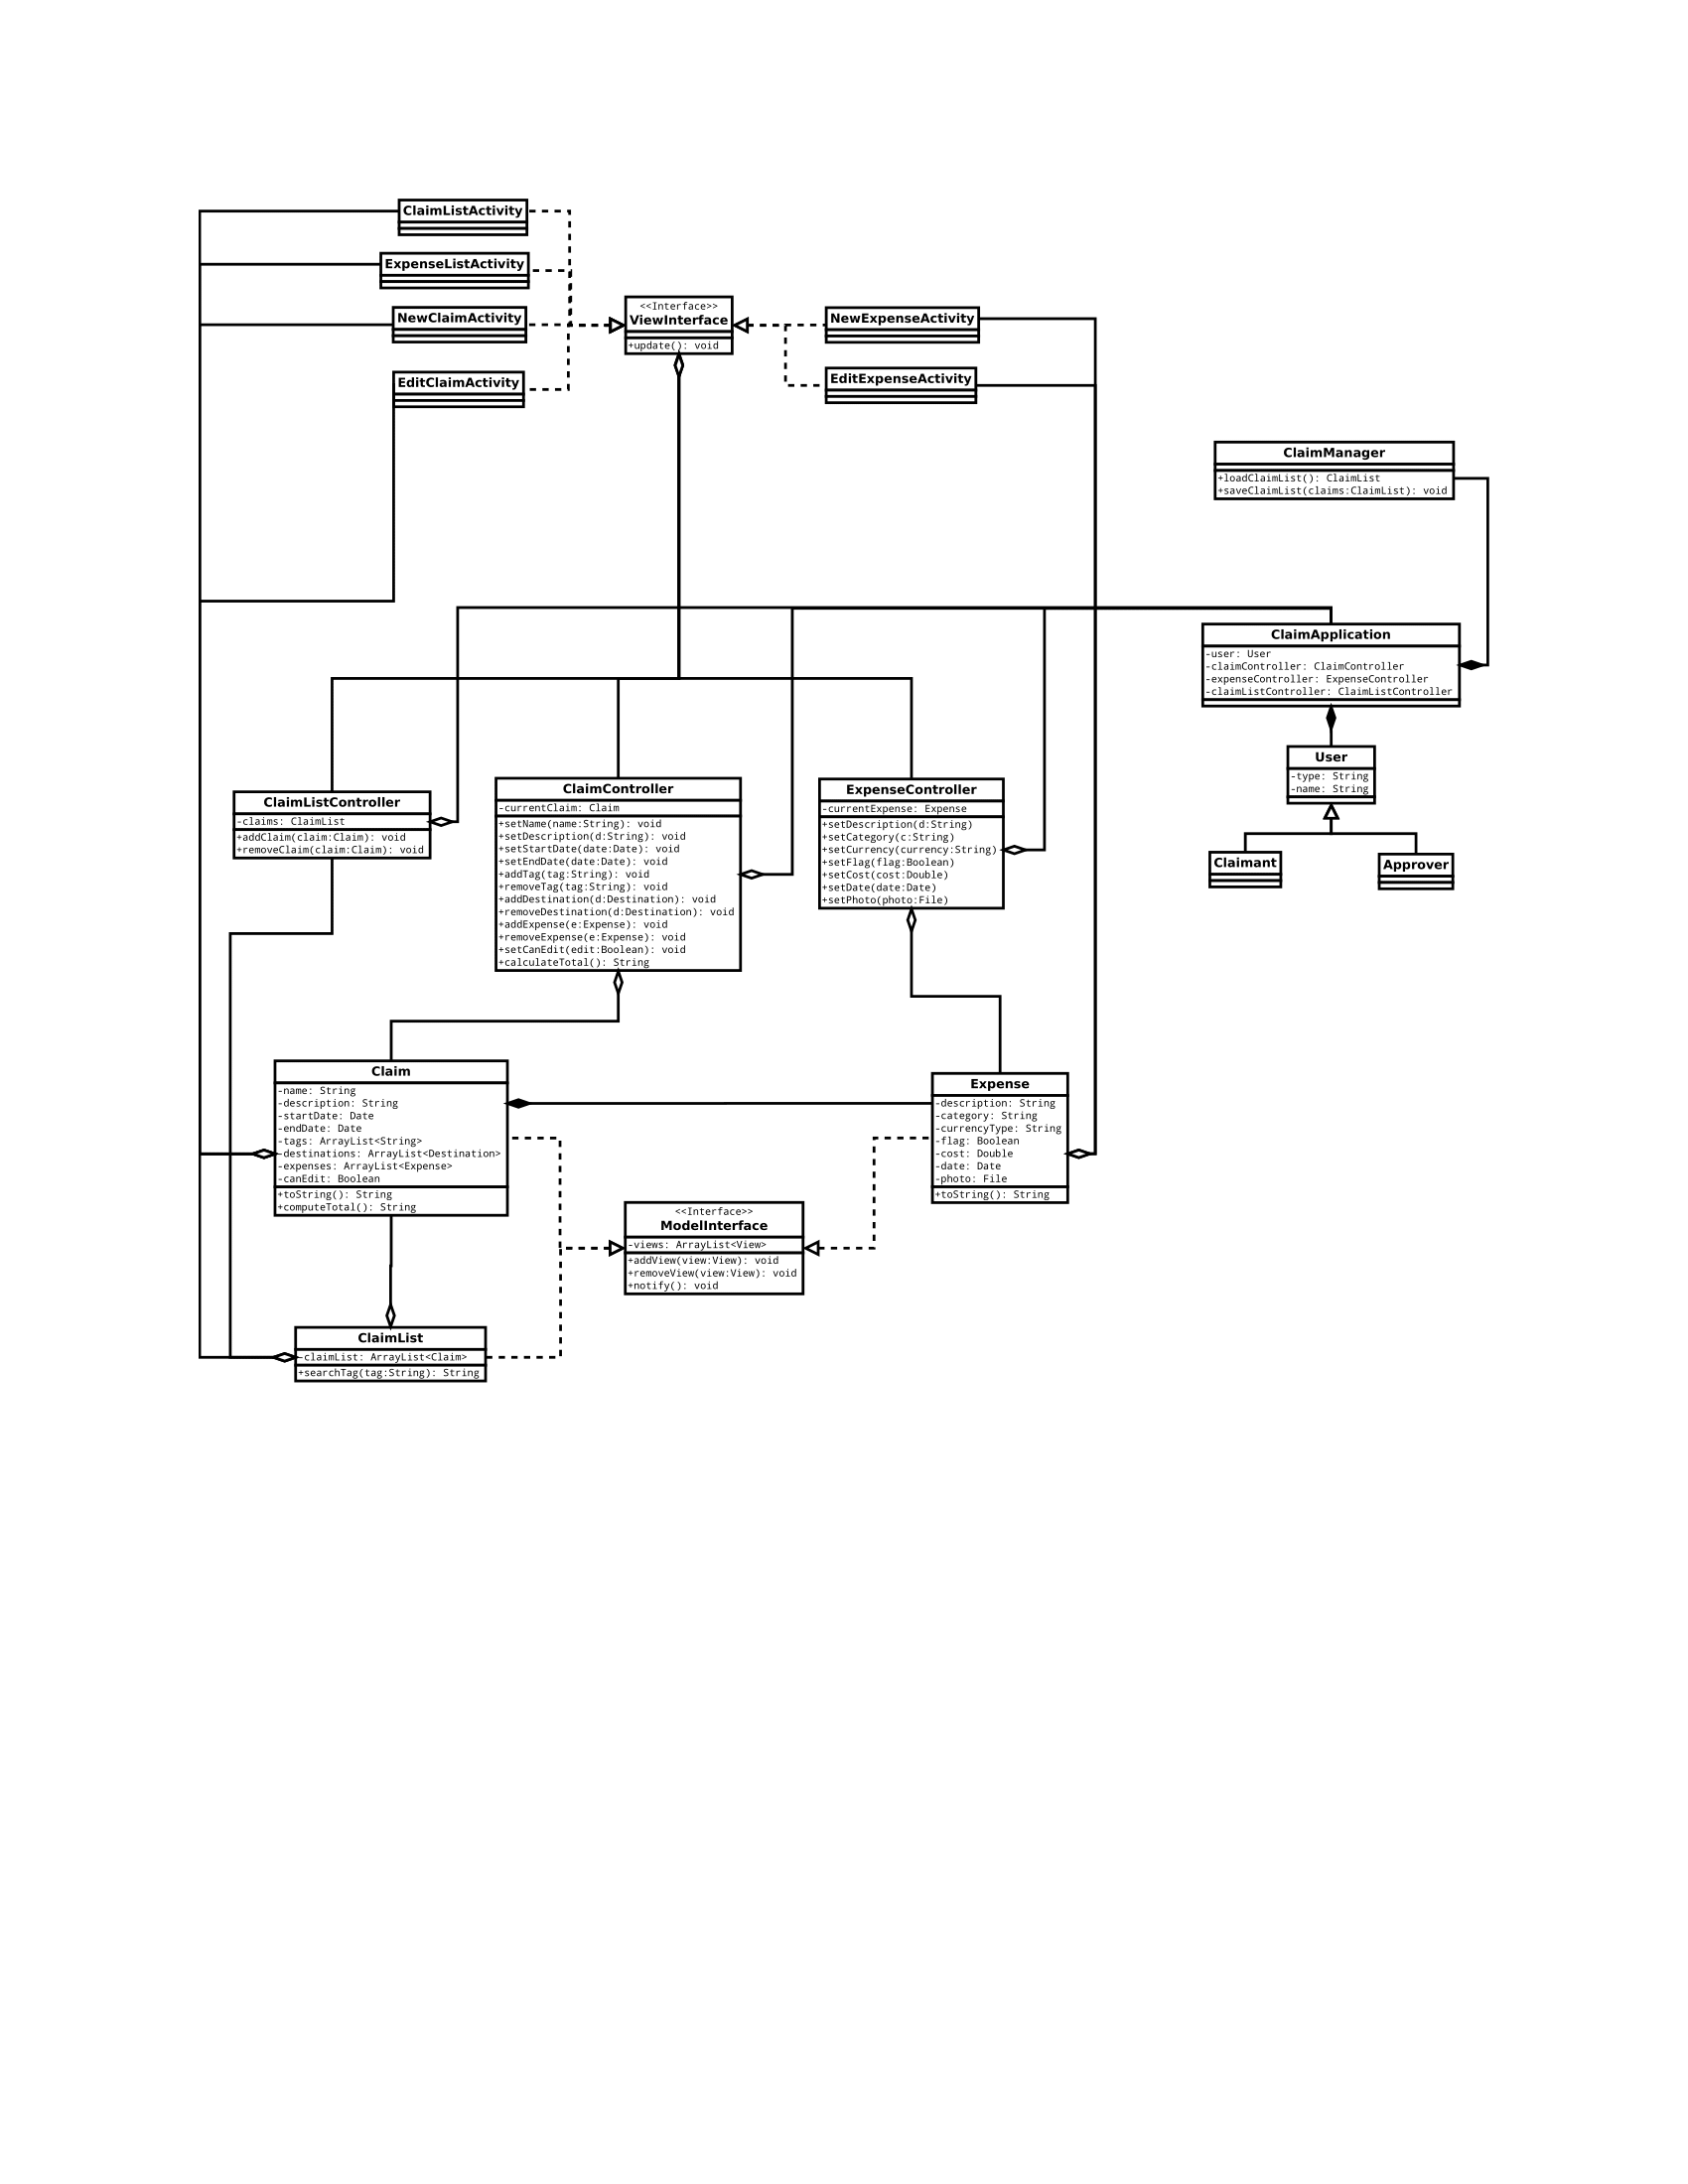 ClaimListActivity
ExpenseListActivity
NewClaimActivity
EditClaimActivity
<<Interface>>
ViewInterface
+update(): void
NewExpenseActivity
EditExpenseActivity
ClaimManager
+loadClaimList(): ClaimList
+saveClaimList(claims:ClaimList): void
ClaimApplication
-user: User
-claimController: ClaimController
-expenseController: ExpenseController
-claimListController: ClaimListController
User
-type: String
-name: String
Claimant
Approver
ClaimListController
-claims: ClaimList
+addClaim(claim:Claim): void
+removeClaim(claim:Claim): void
ClaimController
-currentClaim: Claim
+setName(name:String): void
+setDescription(d:String): void
+setStartDate(date:Date): void
+setEndDate(date:Date): void
+addTag(tag:String): void
+removeTag(tag:String): void
+addDestination(d:Destination): void
+removeDestination(d:Destination): void
+addExpense(e:Expense): void
+removeExpense(e:Expense): void
+setCanEdit(edit:Boolean): void
+calculateTotal(): String
ExpenseController
-currentExpense: Expense
+setDescription(d:String)
+setCategory(c:String)
+setCurrency(currency:String)
+setFlag(flag:Boolean)
+setCost(cost:Double)
+setDate(date:Date)
+setPhoto(photo:File)
Claim
-name: String
-description: String
-startDate: Date
-endDate: Date
-tags: ArrayList<String>
-destinations: ArrayList<Destination>
-expenses: ArrayList<Expense>
-canEdit: Boolean
+toString(): String
+computeTotal(): String
Expense
-description: String
-category: String
-currencyType: String
-flag: Boolean
-cost: Double
-date: Date
-photo: File
+toString(): String
<<Interface>>
ModelInterface
-views: ArrayList<View>
+addView(view:View): void
+removeView(view:View): void
+notify(): void
ClaimList
-claimList: ArrayList<Claim>
+searchTag(tag:String): String